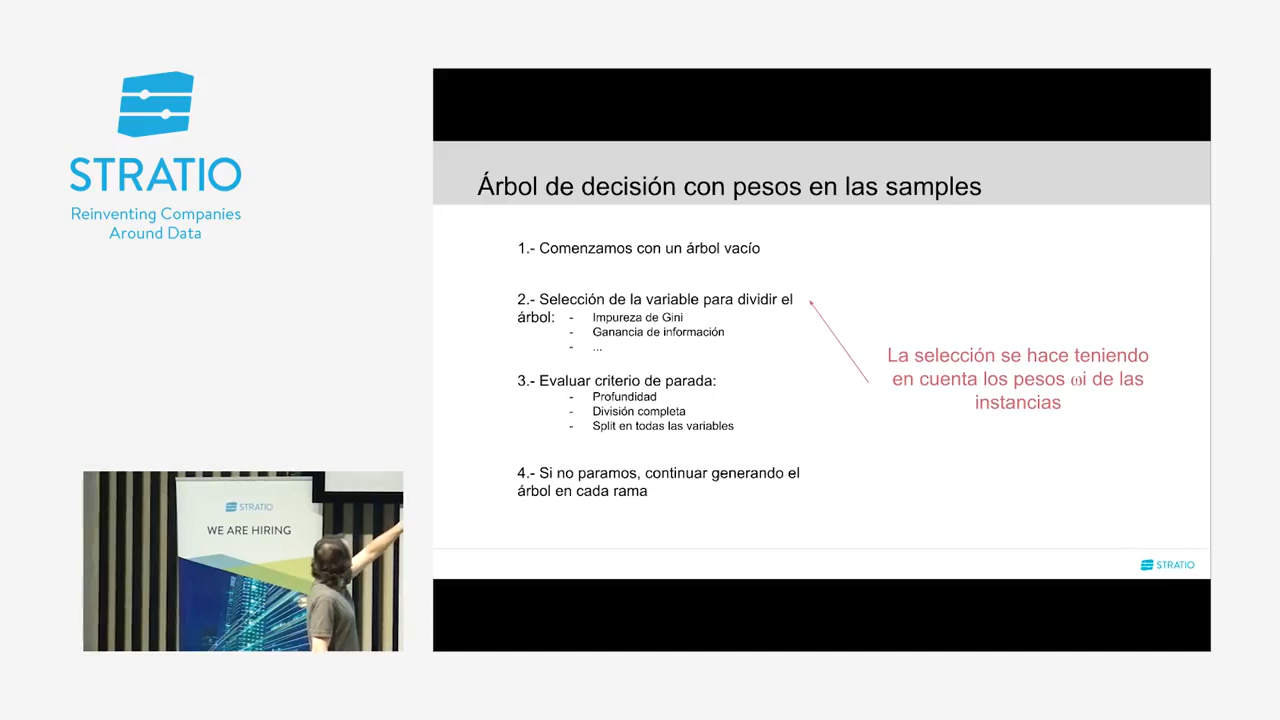 STRATIO
Reinventing Companies
Around Data
Árbol de decisión con pesos en las samples
1.- Comenzamos con un árbol vacío
2.- Selección de la variable para dividir el
árbol:
- Impureza de Gini
- Ganancia de información
- ...
3.- Evaluar criterio de parada:
- Profundidad
- División completa
- Split en todas las variables
4.- Si no paramos, continuar generando el
árbol en cada rama
La selección se hace teniendo
en cuenta los pesos ωi de las
instancias
STRATIO
STRATIO
WE ARE HIRING